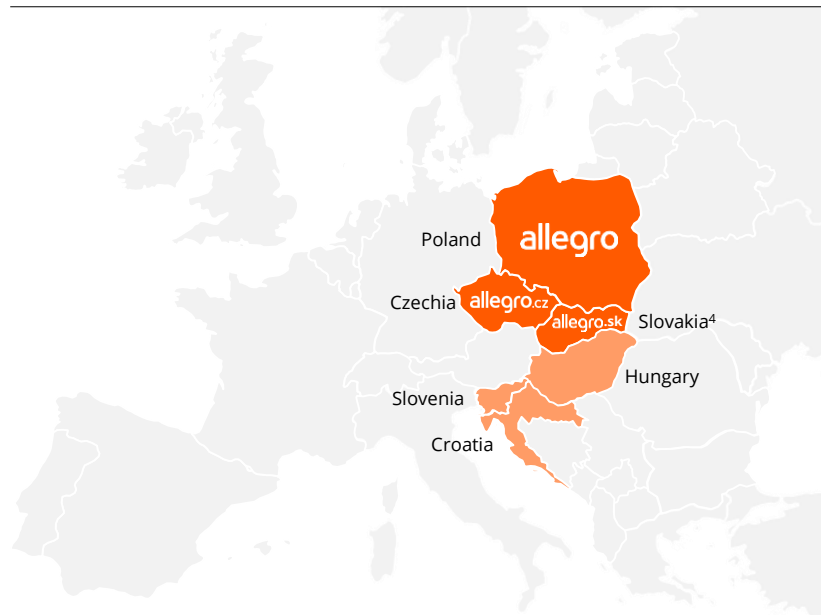 Poland
allegro
Czechia
allegro.cz
allegro.sk
Slovakia⁴
Hungary
Slovenia
Croatia